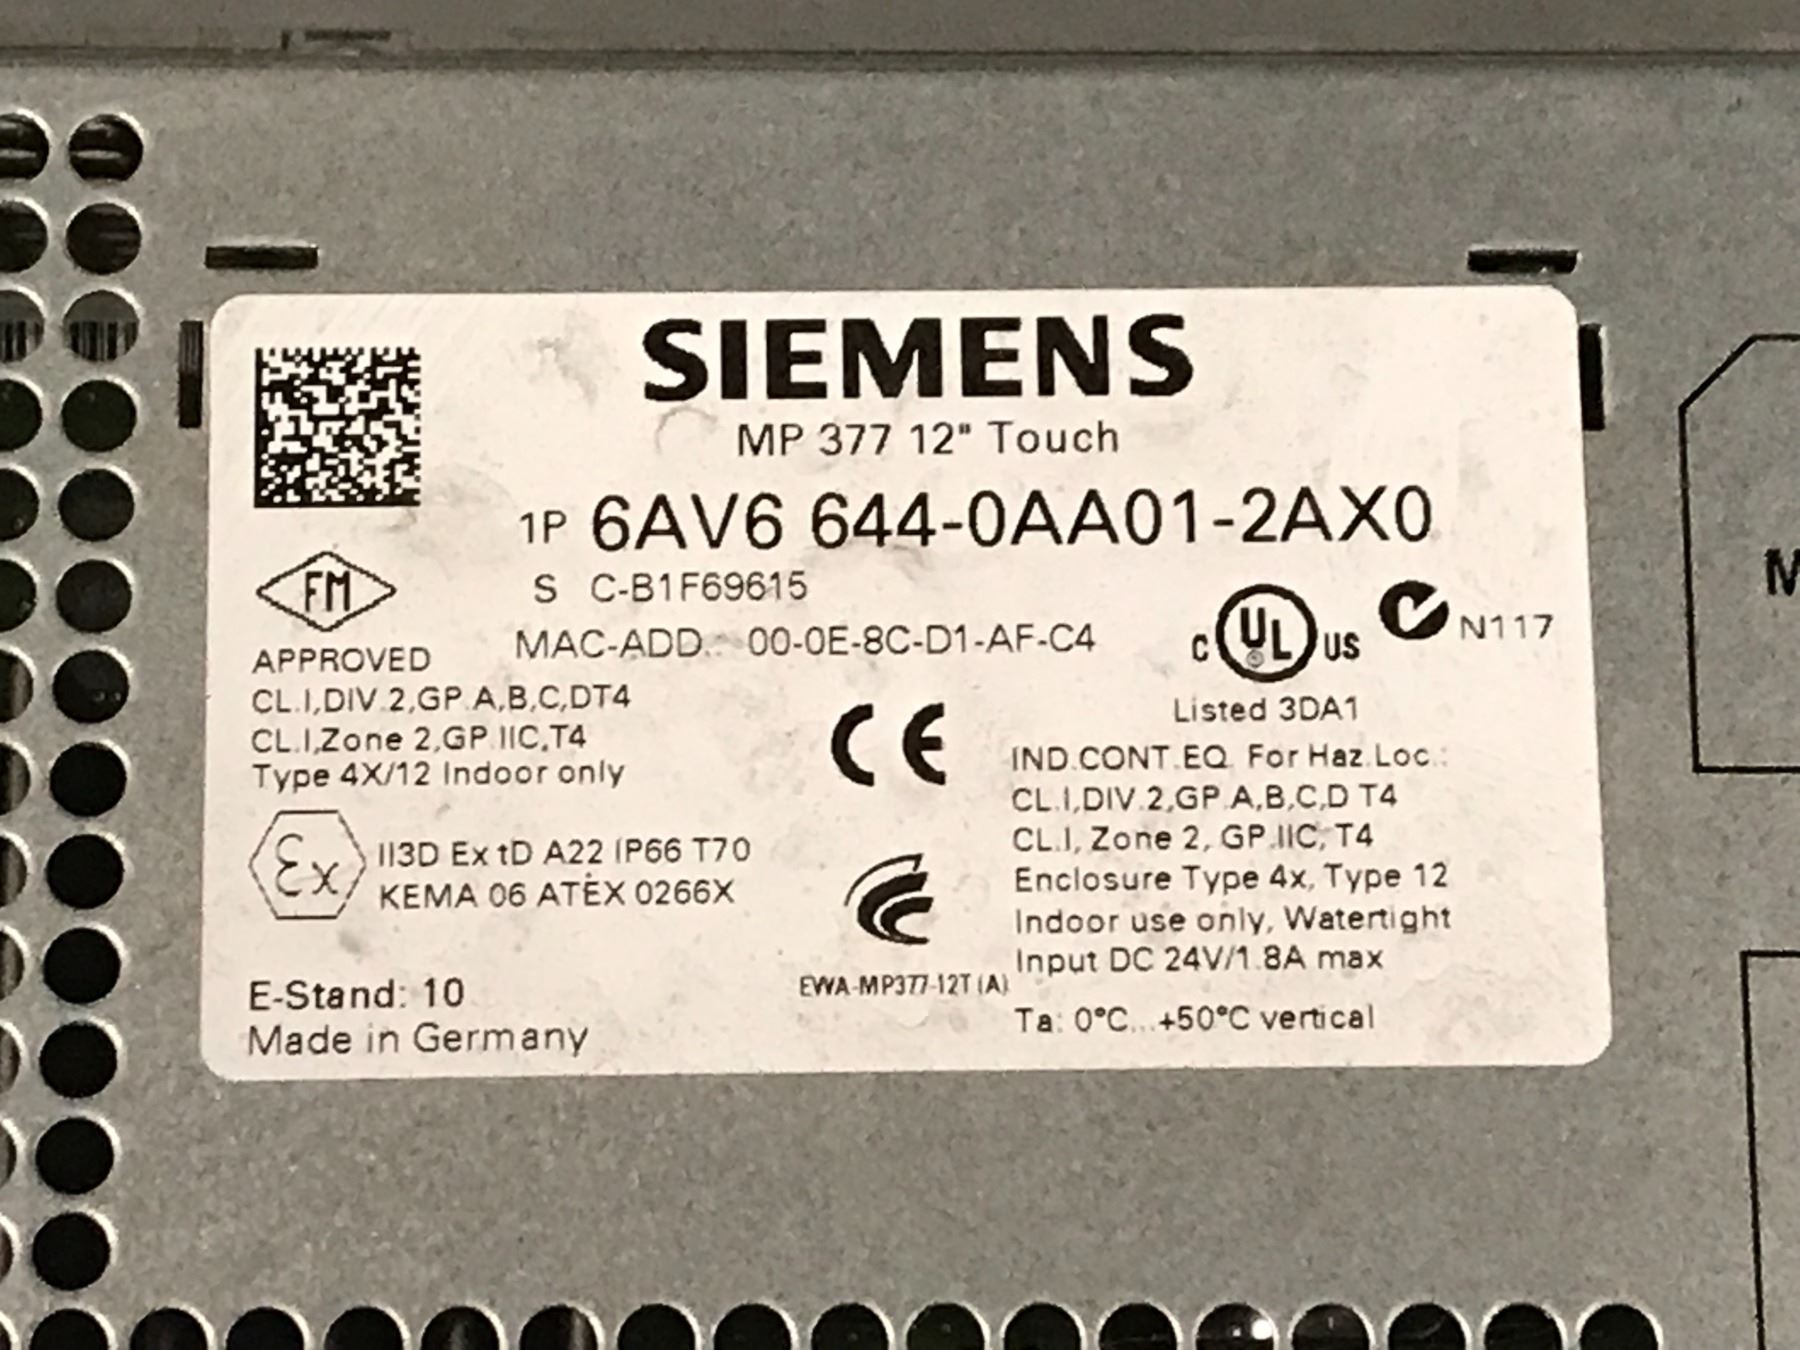 SIEMENS
MP 377 12" Touch
1P 6AV6 644-0AA01-2AX0
S C-B1F69615
MAC-ADD.: 00-0E-8C-D1-AF-C4
FM
APPROVED
CL.I,DIV.2,GP.A,B,C,DT4
CL.I,Zone 2,GP.IIC,T4
Type 4X/12 Indoor only
Ex
II3D Ex tD A22 IP66 T70
KEMA 06 ATEX 0266X
E-Stand: 10
Made in Germany
CE
EWA-MP377-12T (A)
C UL US
N117
Listed 3DA1
IND.CONT.EQ. For Haz.Loc.:
CL.I,DIV.2,GP.A,B,C,D T4
CL.I, Zone 2, GP.IIC, T4
Enclosure Type 4x, Type 12
Indoor use only, Watertight
Input DC 24V/1.8A max
Ta: 0°C...+50°C vertical